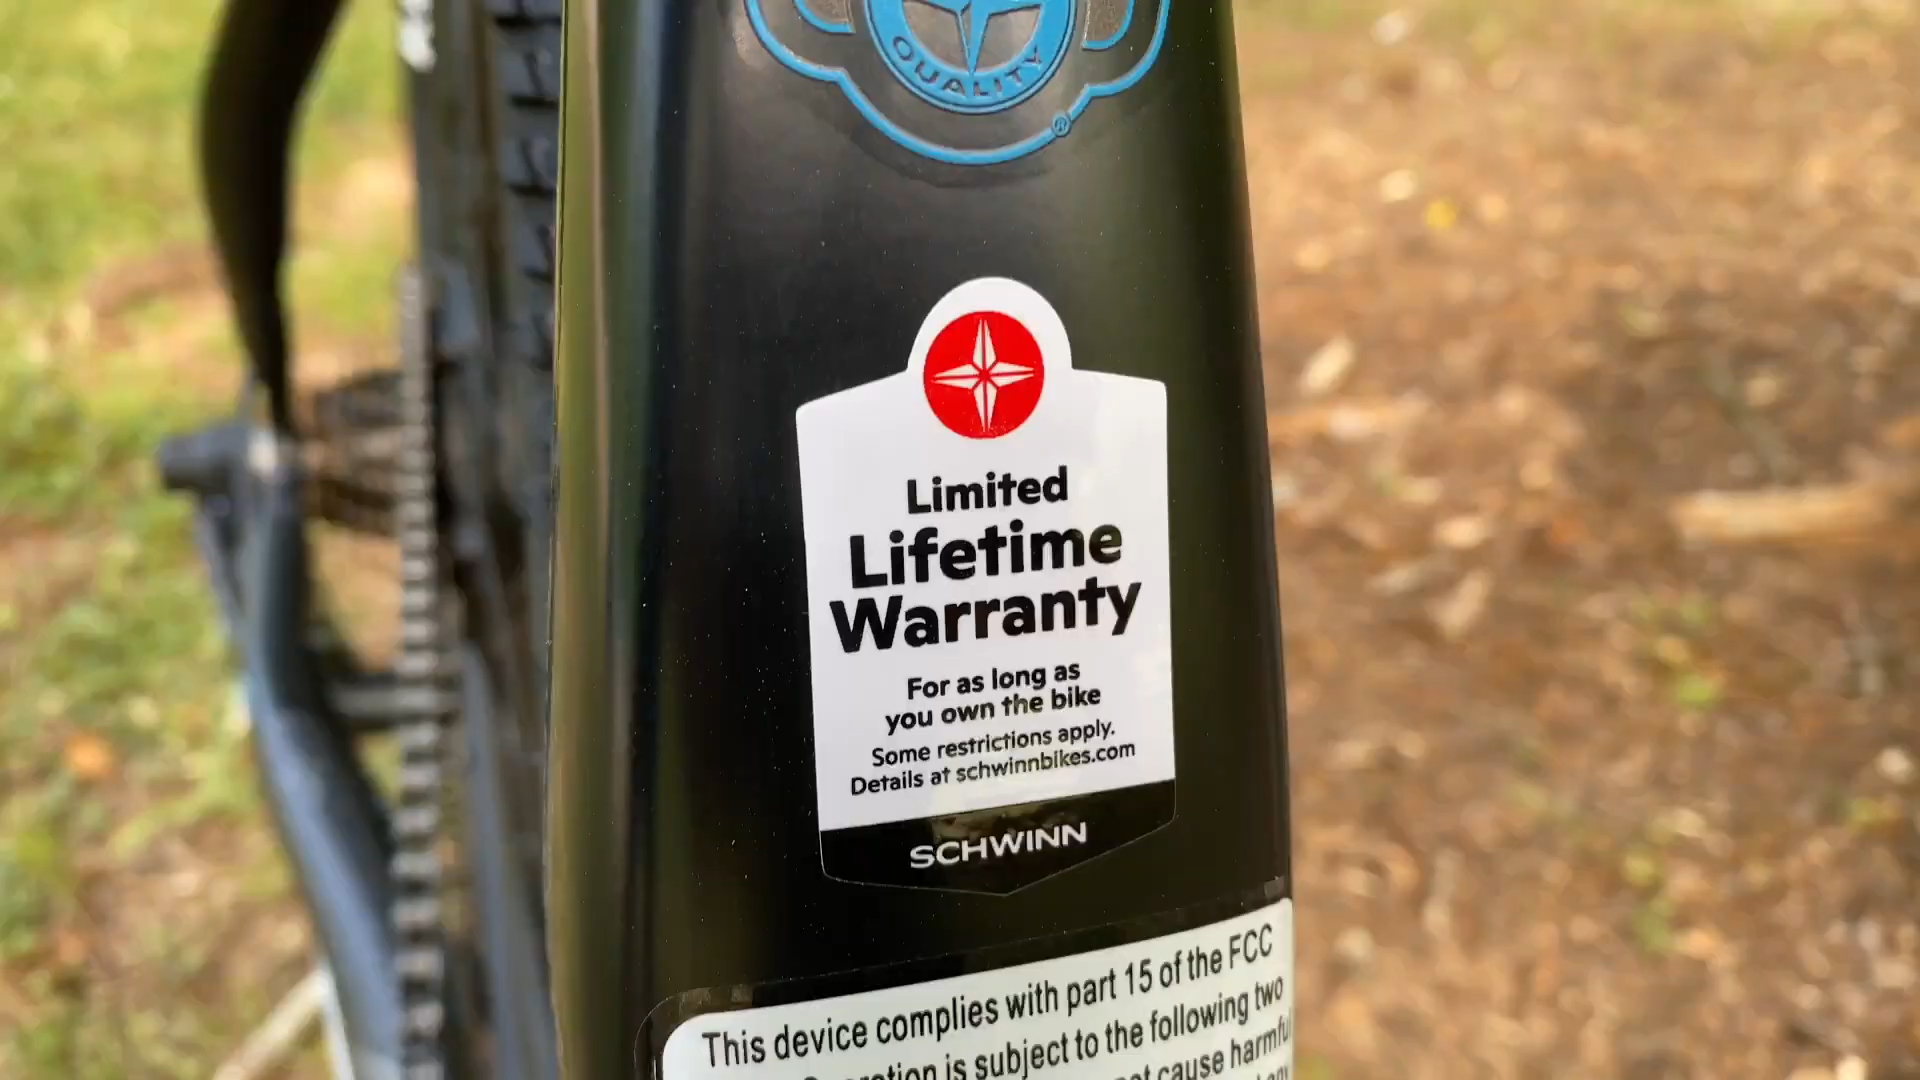 QUALITY
®
Limited
Lifetime
Warranty
For as long as
you own the bike
Some restrictions apply.
Details at schwinnbikes.com
SCHWINN
This device complies with part 15 of the FCC
is subject to the following two
cause harmful